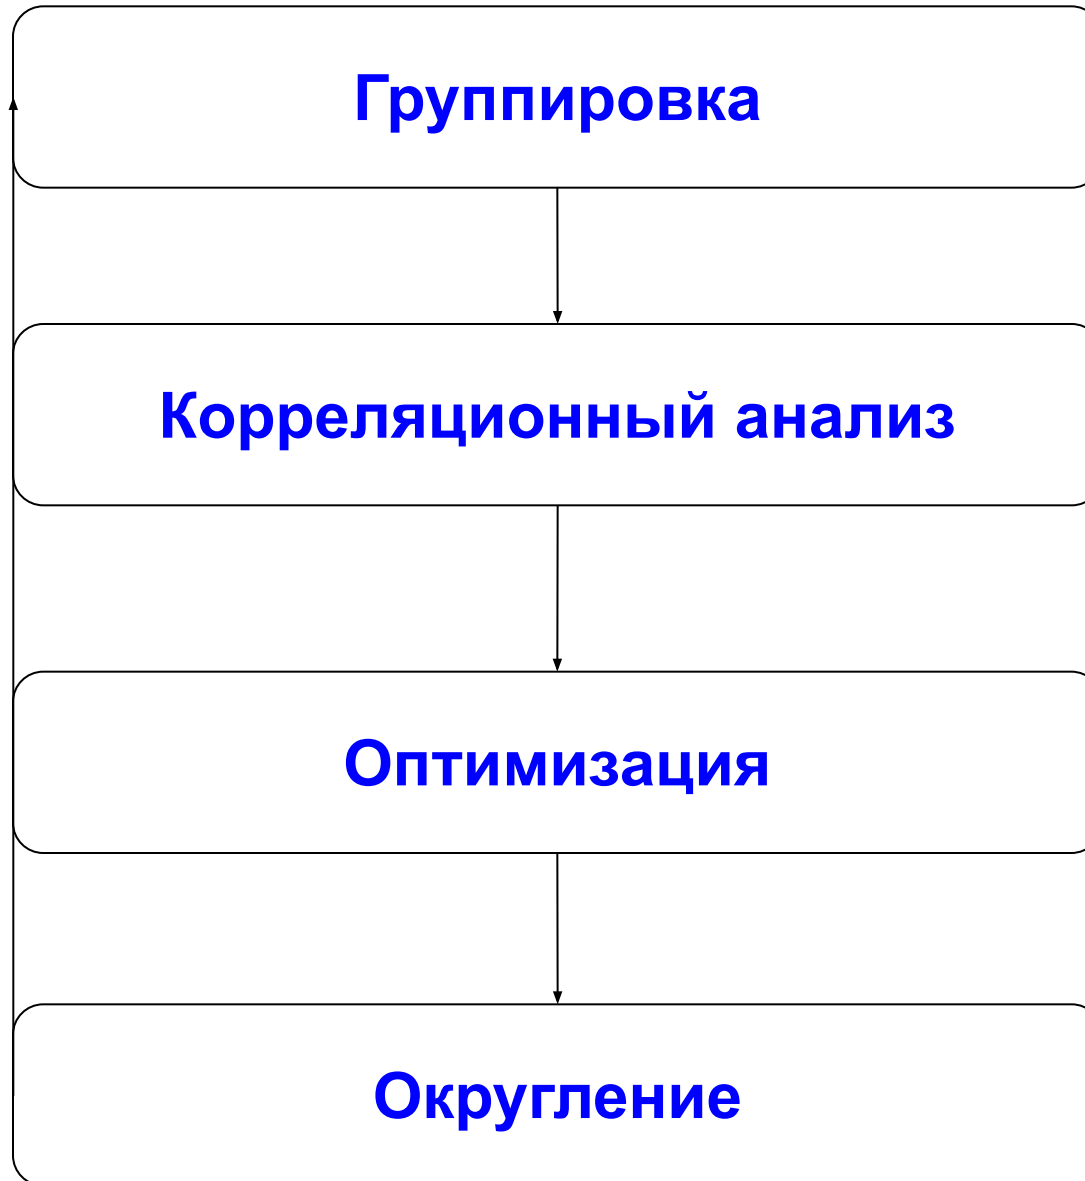 Группировка
Корреляционный анализ
Оптимизация
Округление